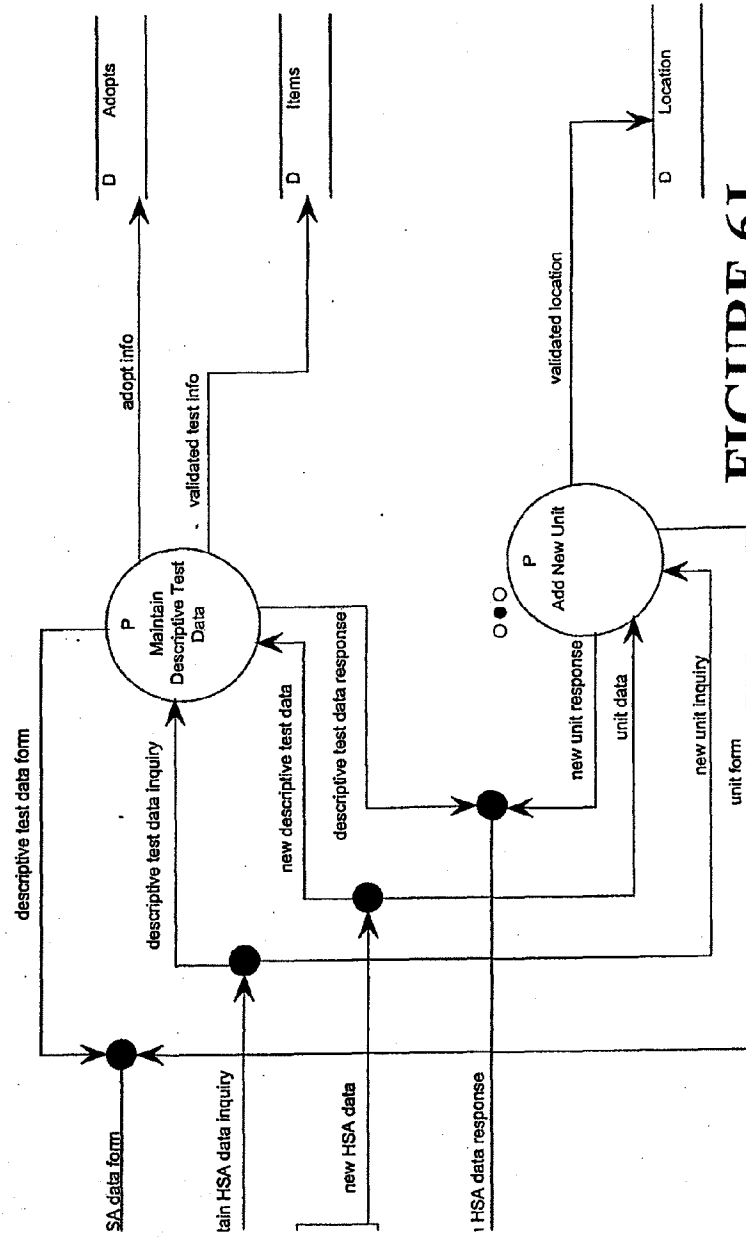 SA data form
tain HSA data inquiry
new HSA data
HSA data response
descriptive test data form
descriptive test data inquiry
new descriptive test data
descriptive test data response
new unit response
unit data
new unit inquiry
unit form
P
Maintain
Descriptive Test
Data
P
Add New Unit
adopt info
validated test info
validated location
D Adopts
D Items
D Location
FIGURE